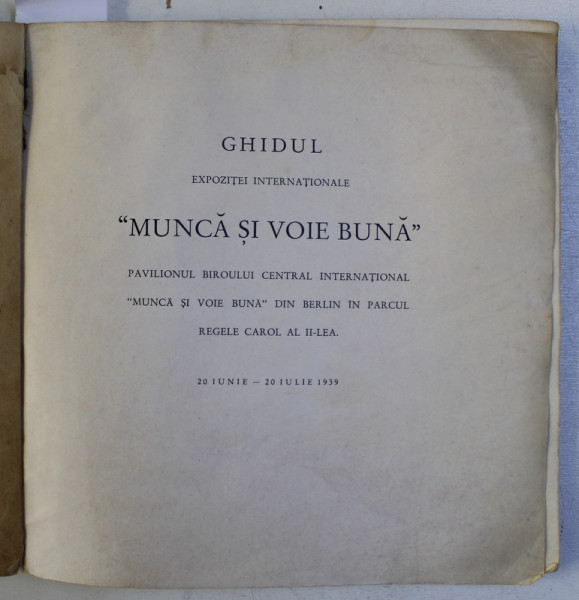 GHIDUL
EXPOZIȚEI INTERNAȚIONALE
“MUNCĂ ȘI VOIE BUNĂ”
PAVILIONUL BIROULUI CENTRAL INTERNAȚIONAL
“MUNCĂ ȘI VOIE BUNĂ” DIN BERLIN ÎN PARCUL
REGELE CAROL AL II-LEA.
20 IUNIE — 20 IULIE 1939